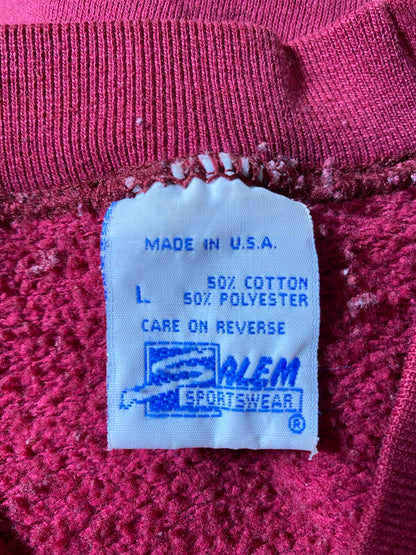 MADE IN U.S.A.
50% COTTON
L 50% POLYESTER
CARE ON REVERSE
SALEM
SPORTSWEAR
®